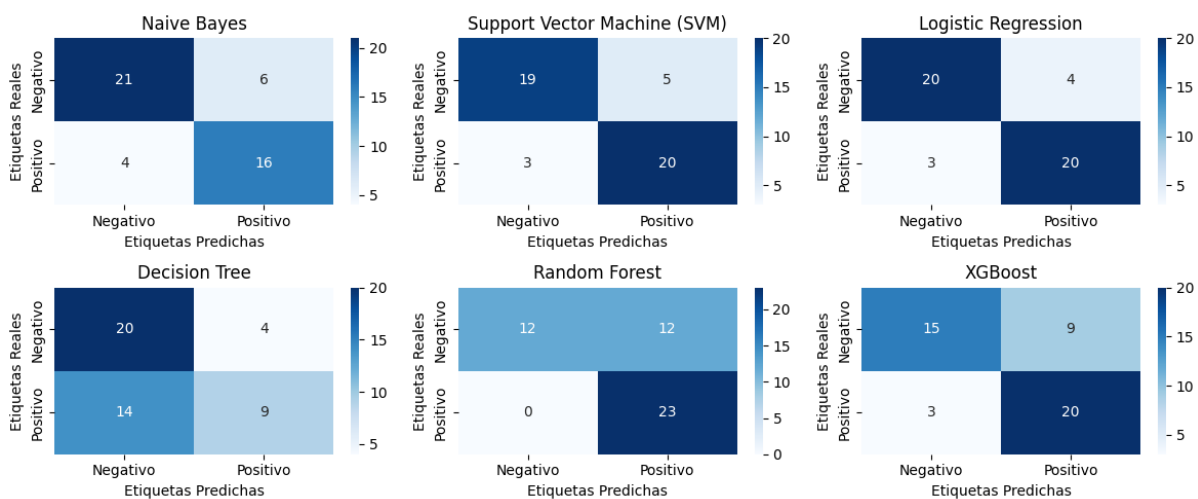 Naive Bayes
Support Vector Machine (SVM)
Logistic Regression
Etiquetas Reales
Negativo
Positivo
21 6
4 16
20
15
10
5
Negativo Positivo
Etiquetas Predichas
Etiquetas Reales
Negativo
Positivo
19 5
3 20
20
15
10
5
Negativo Positivo
Etiquetas Predichas
Etiquetas Reales
Negativo
Positivo
20 4
3 20
20
15
10
5
Negativo Positivo
Etiquetas Predichas
Decision Tree
Random Forest
XGBoost
Etiquetas Reales
Negativo
Positivo
20 4
14 9
20
15
10
5
Negativo Positivo
Etiquetas Predichas
Etiquetas Reales
Negativo
Positivo
12 12
0 23
20
15
10
5
0
Negativo Positivo
Etiquetas Predichas
Etiquetas Reales
Negativo
Positivo
15 9
3 20
20
15
10
5
Negativo Positivo
Etiquetas Predichas